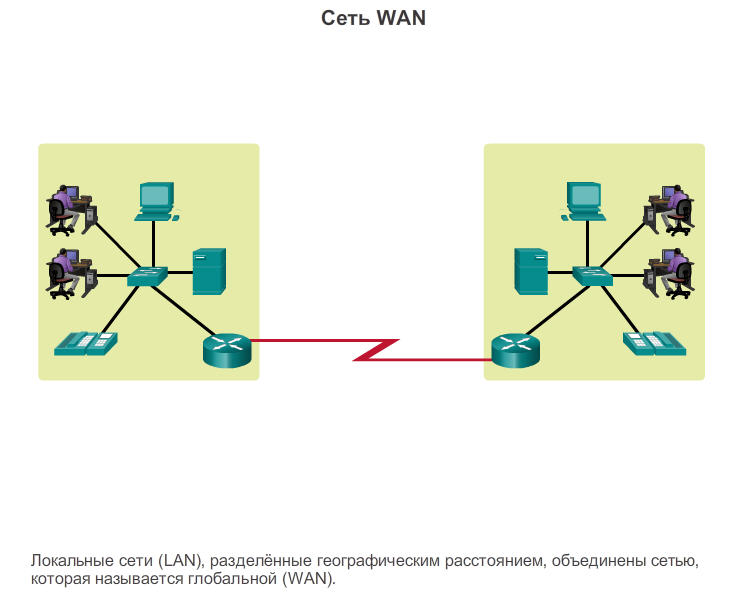 Сеть WAN
Локальные сети (LAN), разделённые географическим расстоянием, объединены сетью,
которая называется глобальной (WAN).